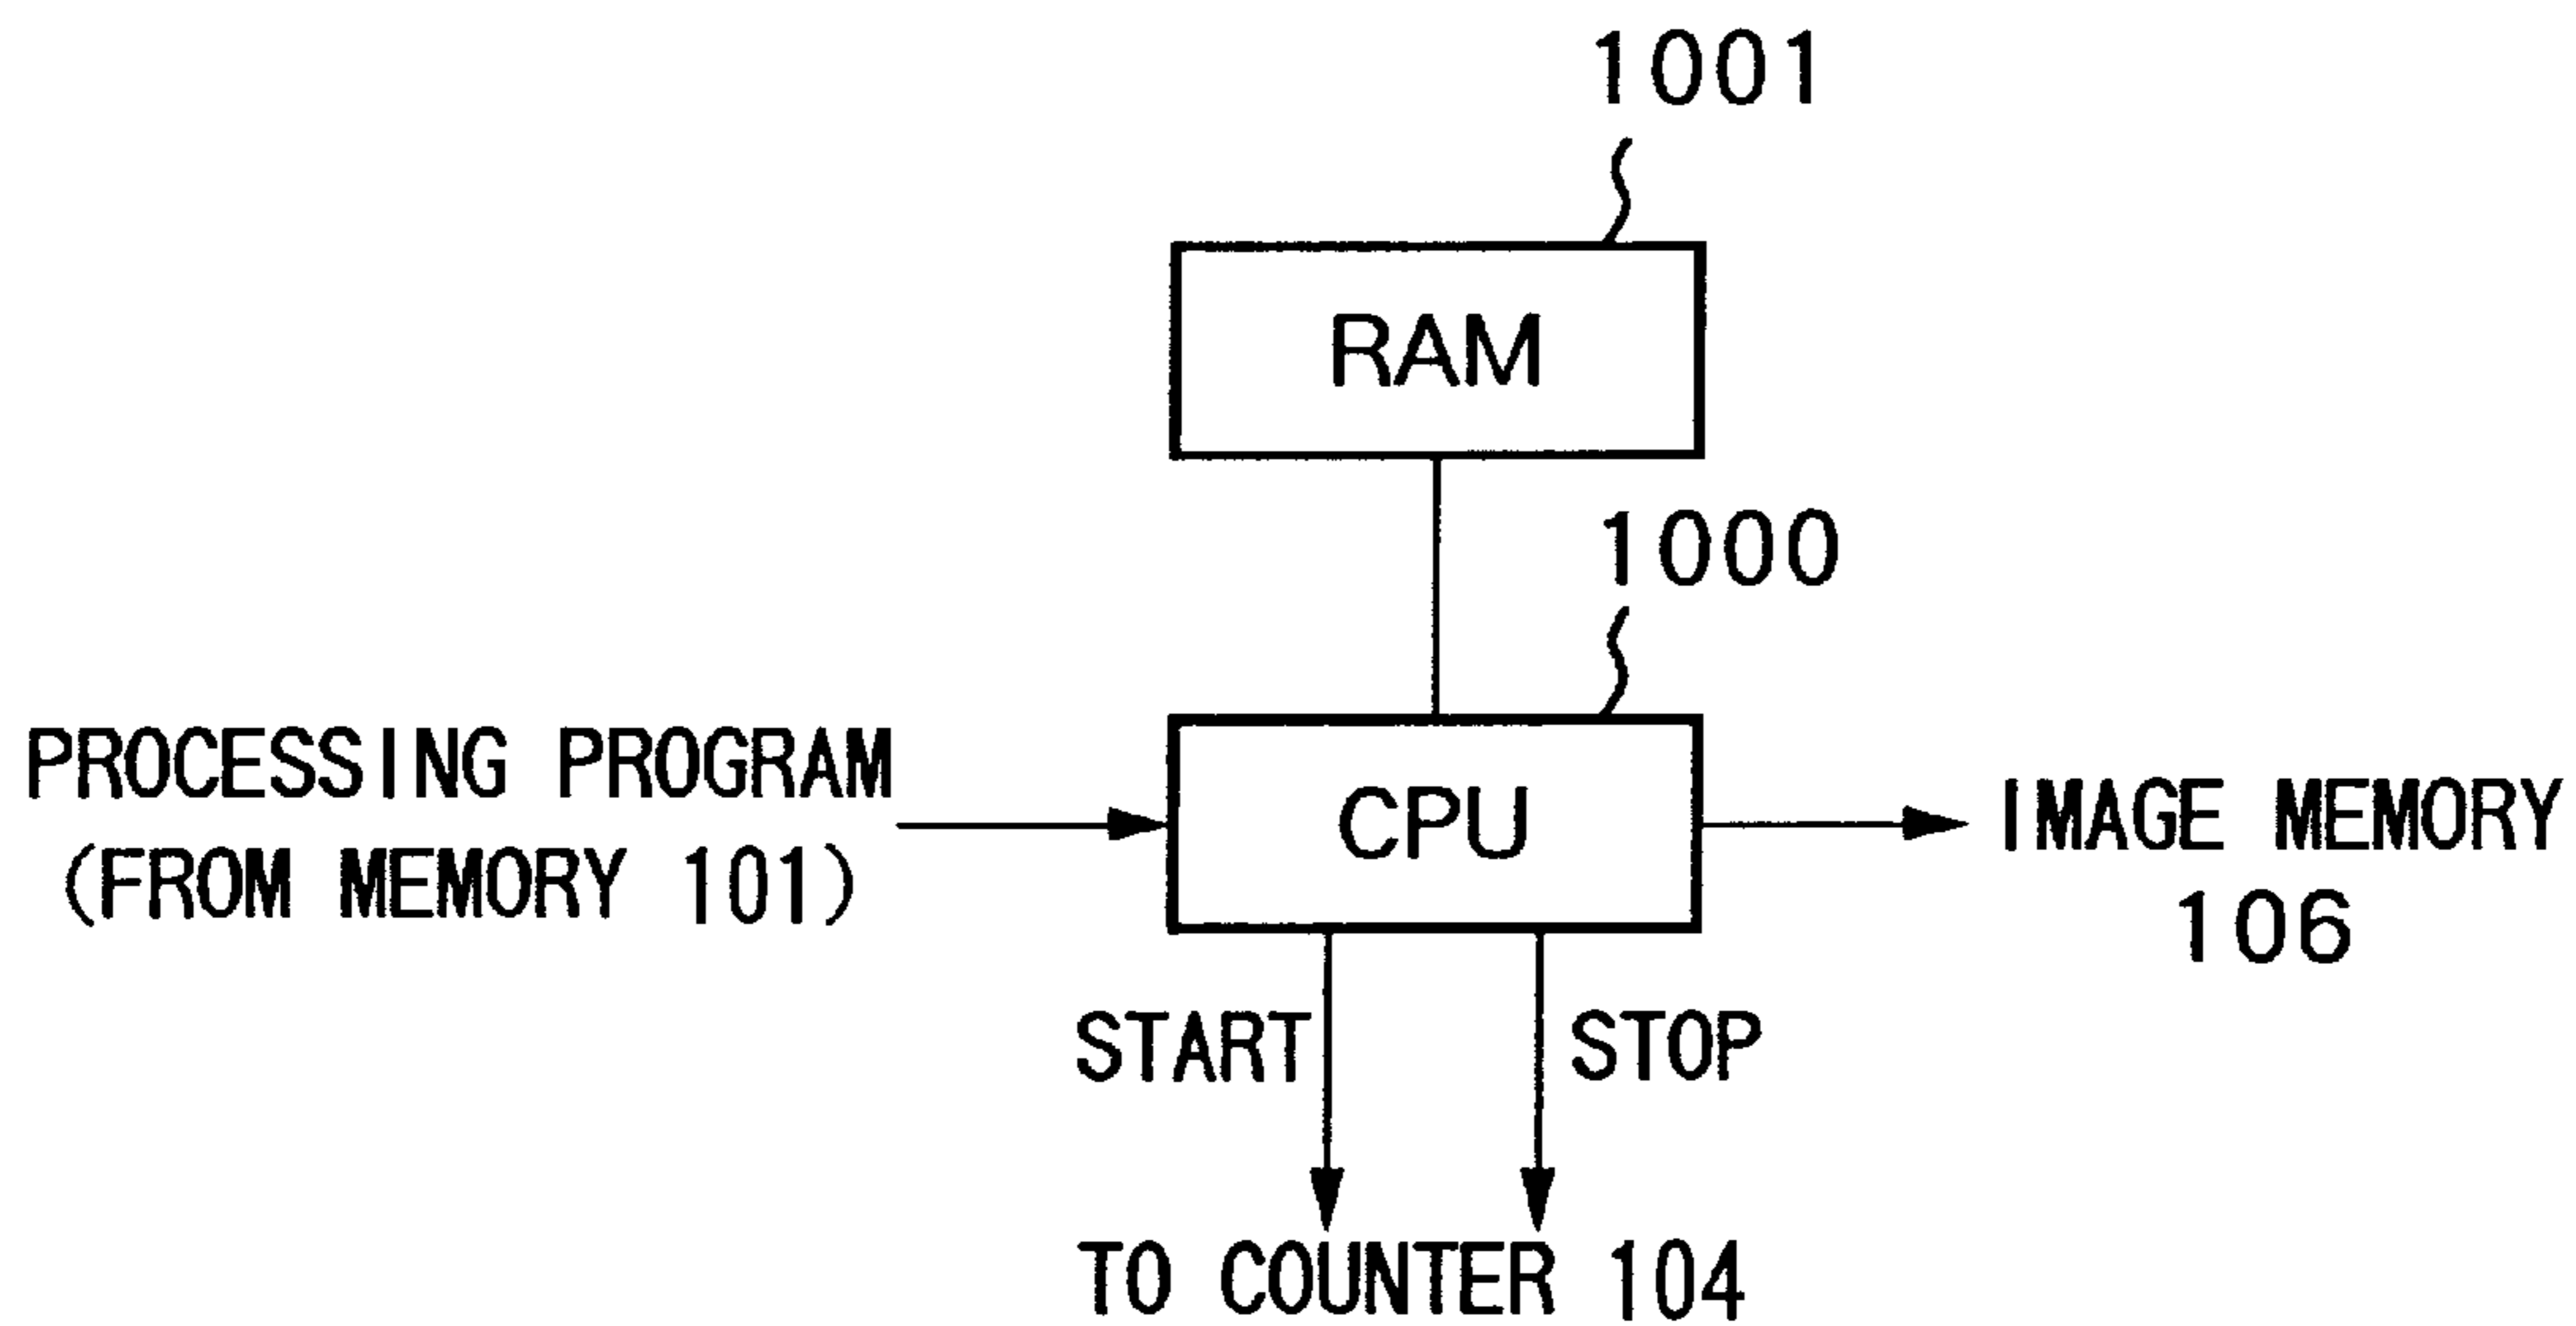 1001
RAM
1000
PROCESSING PROGRAM
(FROM MEMORY 101)
CPU
IMAGE MEMORY
106
START
STOP
TO COUNTER 104